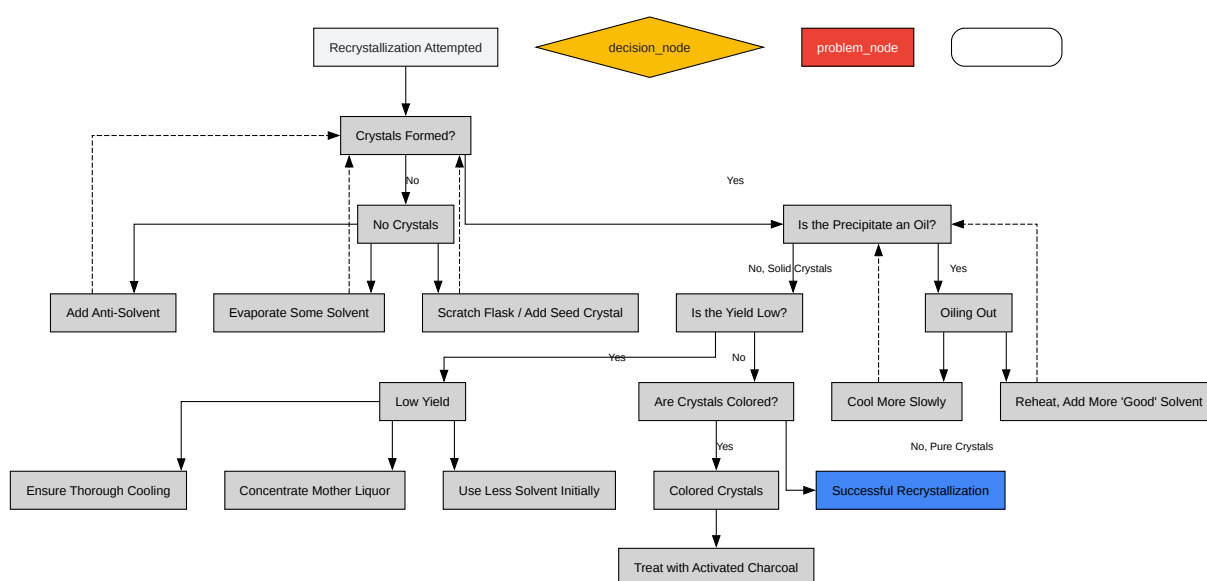 Recrystallization Attempted
decision_node
problem_node
Crystals Formed?
No
Yes
No Crystals
Is the Precipitate an Oil?
No, Solid Crystals
Yes
Add Anti-Solvent
Evaporate Some Solvent
Scratch Flask / Add Seed Crystal
Is the Yield Low?
Oiling Out
Yes
No
Low Yield
Are Crystals Colored?
Cool More Slowly
Reheat, Add More 'Good' Solvent
Yes
No, Pure Crystals
Ensure Thorough Cooling
Concentrate Mother Liquor
Use Less Solvent Initially
Colored Crystals
Successful Recrystallization
Treat with Activated Charcoal